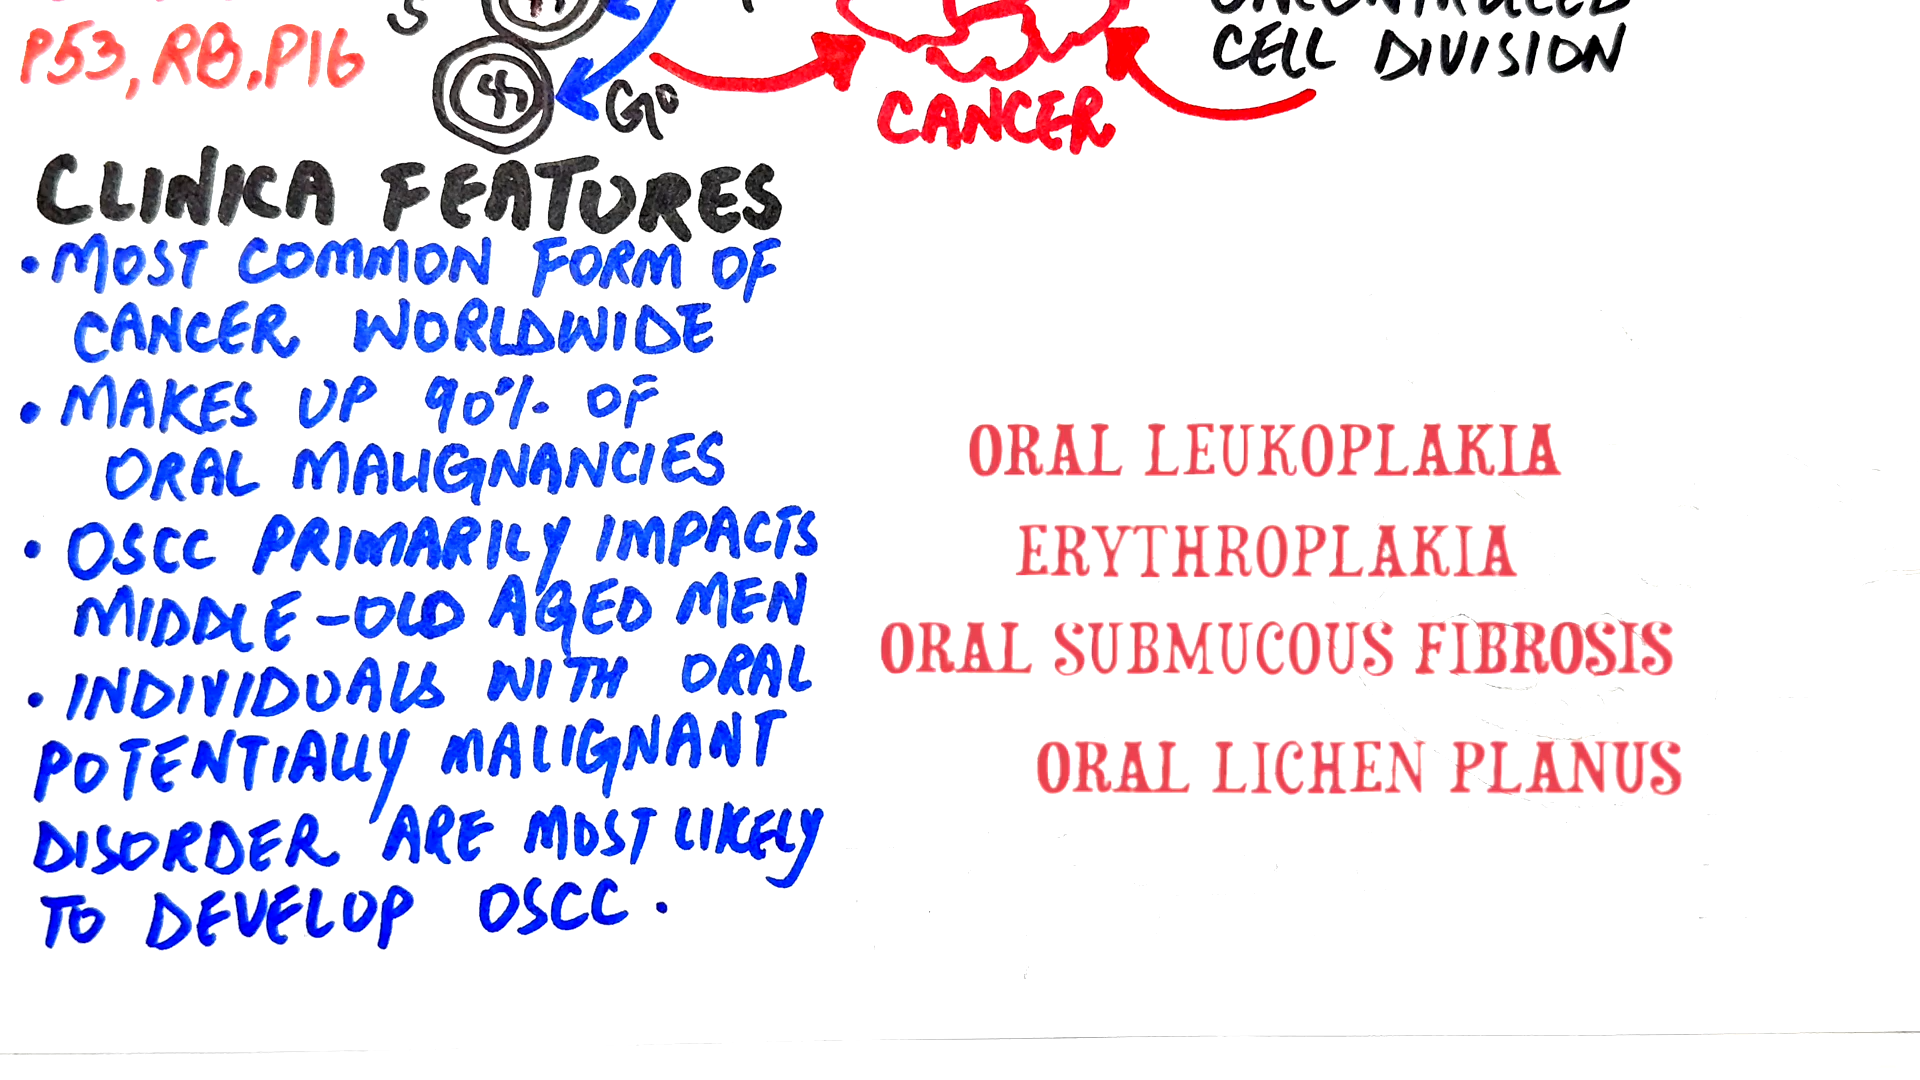 S
P53, RB, P16
G0
UNCONTROLLED
CELL DIVISION
CANCER
CLINICA FEATURES
• MOST COMMON FORM OF
CANCER WORLDWIDE
• MAKES UP 90% OF
ORAL MALIGNANCIES
• OSCC PRIMARILY IMPACTS
MIDDLE-OLD AGED MEN
• INDIVIDUALS WITH ORAL
POTENTIALLY MALIGNANT
DISORDER ARE MOST LIKELY
TO DEVELOP OSCC.
ORAL LEUKOPLAKIA
ERYTHROPLAKIA
ORAL SUBMUCOUS FIBROSIS
ORAL LICHEN PLANUS